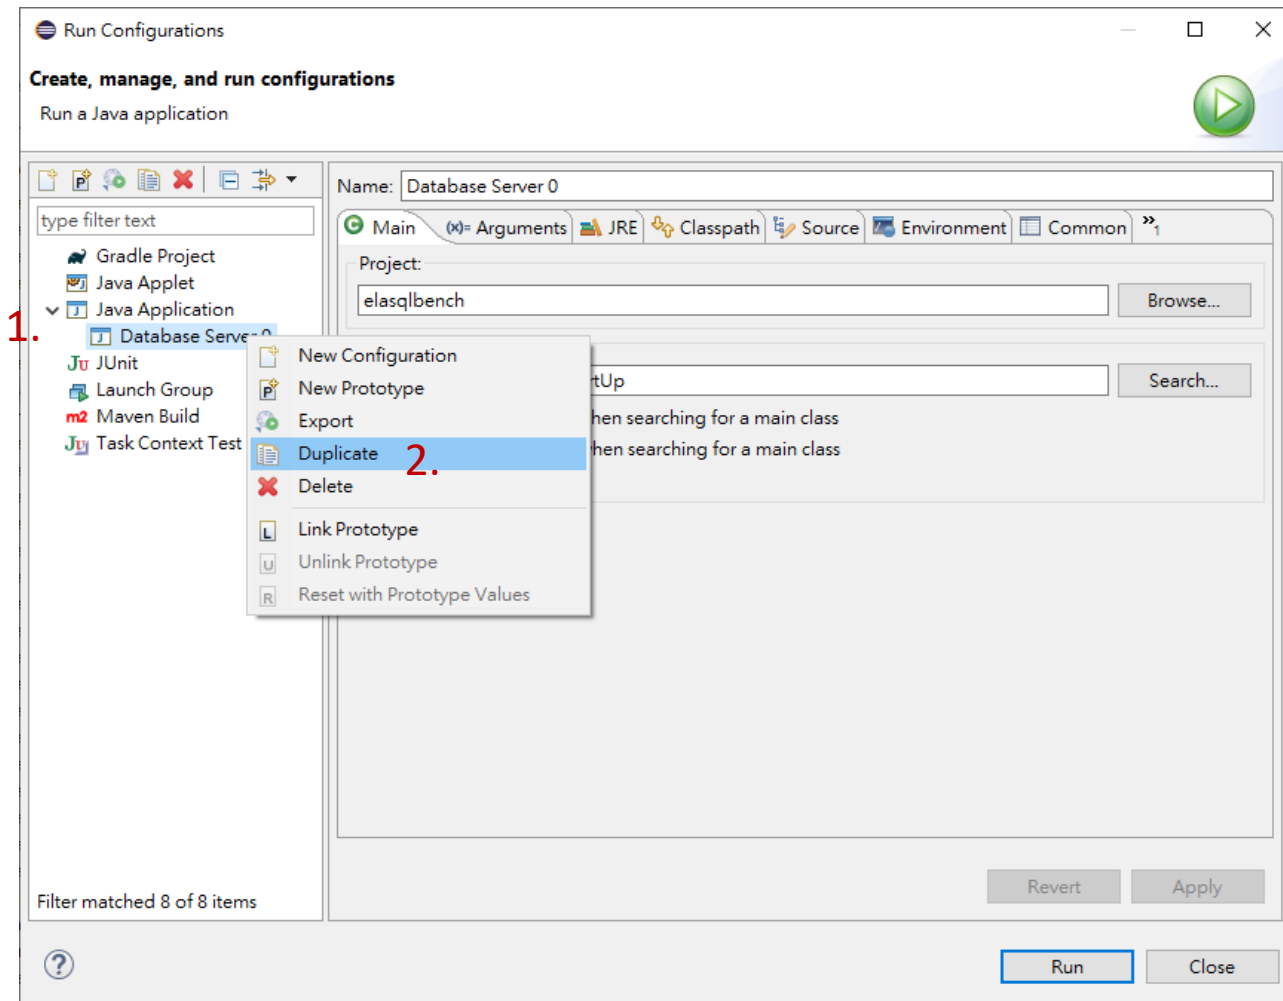 Run Configurations
Create, manage, and run configurations
Run a Java application
Name: Database Server 0
type filter text
Main (x)= Arguments JRE Classpath Source Environment Common »1
Gradle Project
Java Applet
Java Application
Database Server 0
JUnit
Launch Group
Maven Build
Task Context Test
1.
Project:
elasqlbench
Browse...
New Configuration
New Prototype
Export
Duplicate
2.
Delete
Link Prototype
Unlink Prototype
Reset with Prototype Values
rtUp
Search...
hen searching for a main class
hen searching for a main class
Filter matched 8 of 8 items
Revert
Apply
Run
Close